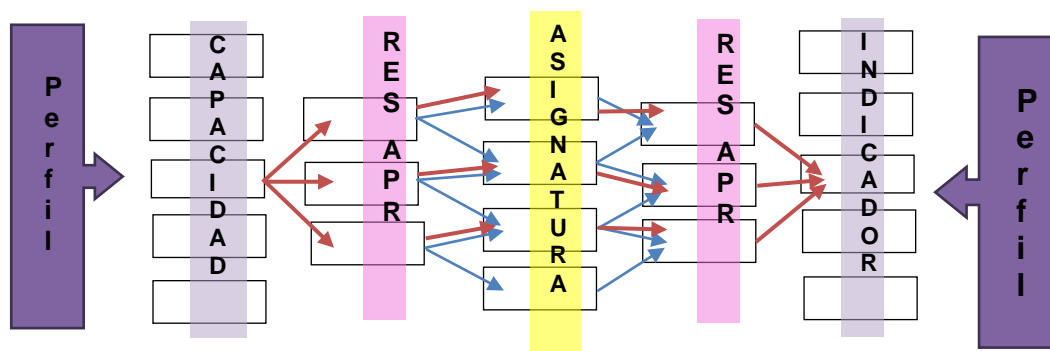 Perfil
CAPACIDAD
RES APR
ASIGNATURA
RES APR
INDICADOR
Perfil